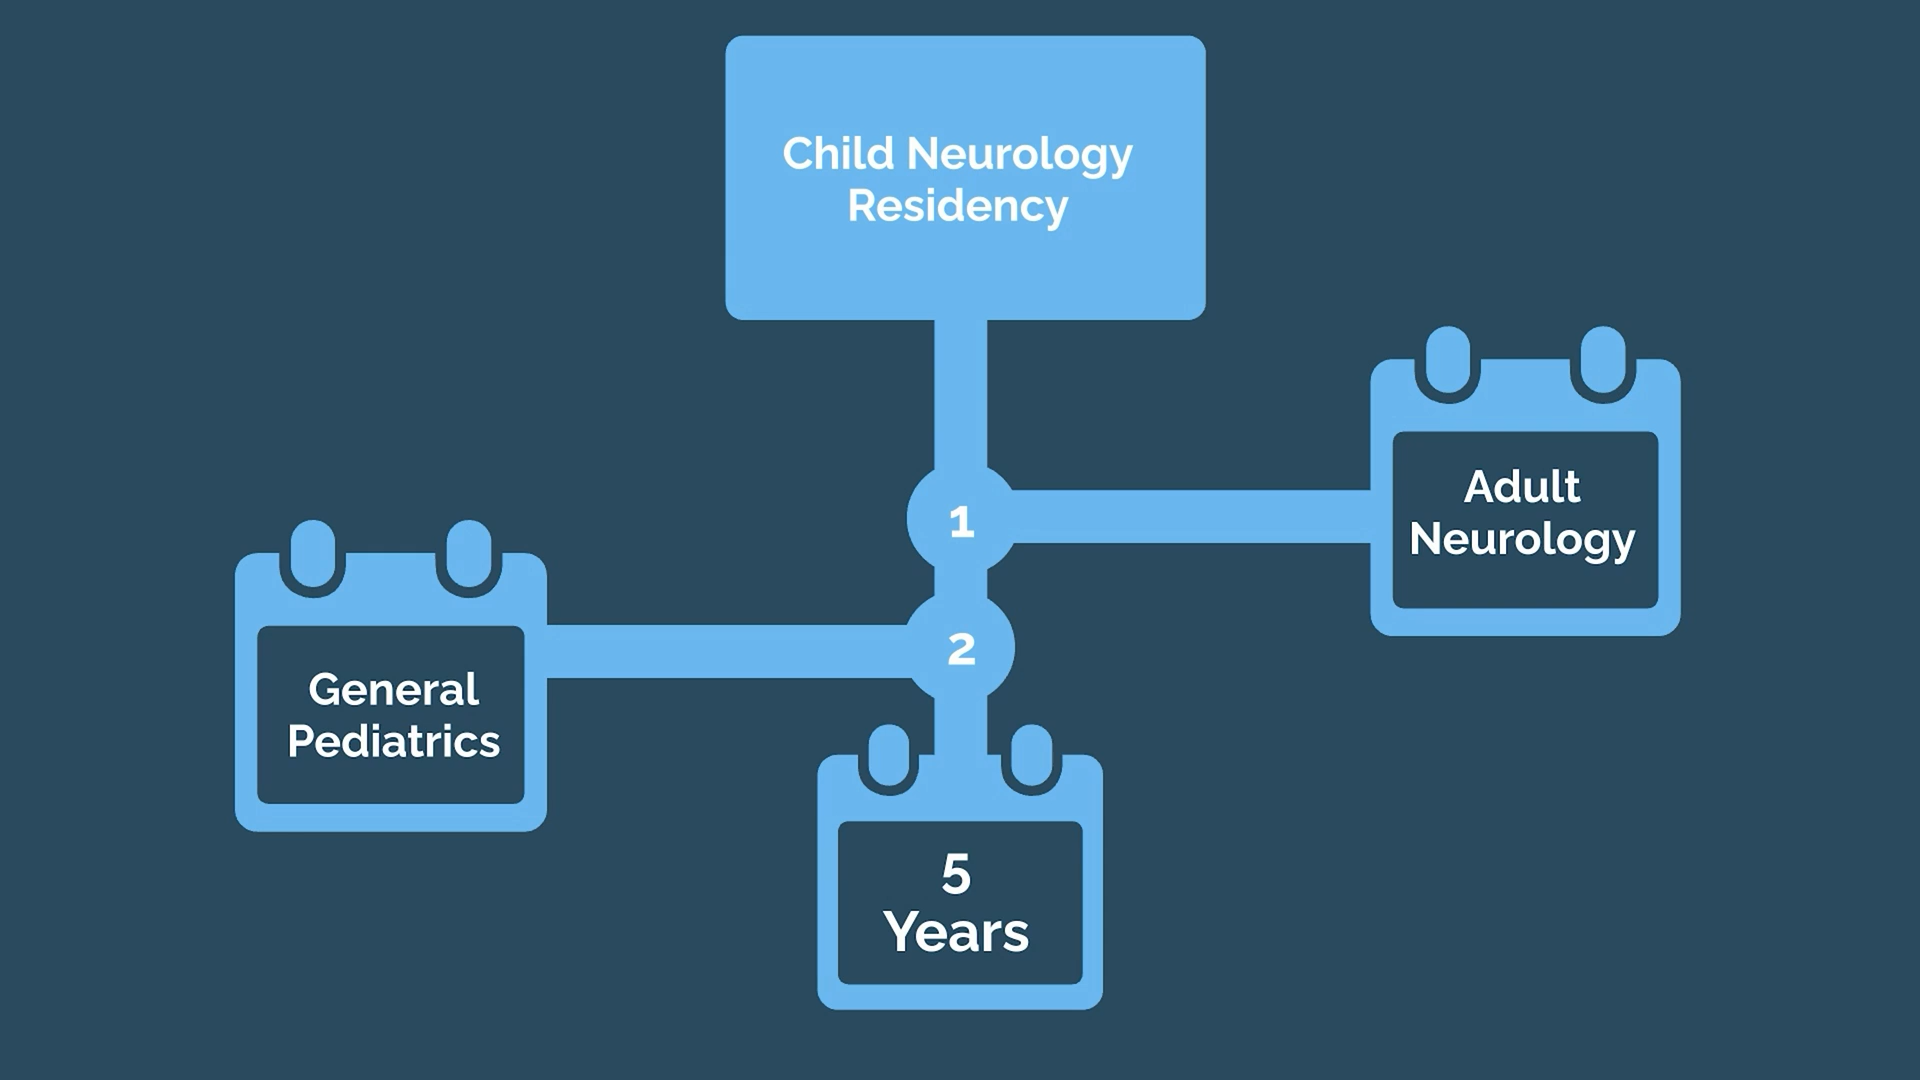 Child Neurology
Residency
1
Adult
Neurology
2
General
Pediatrics
5
Years